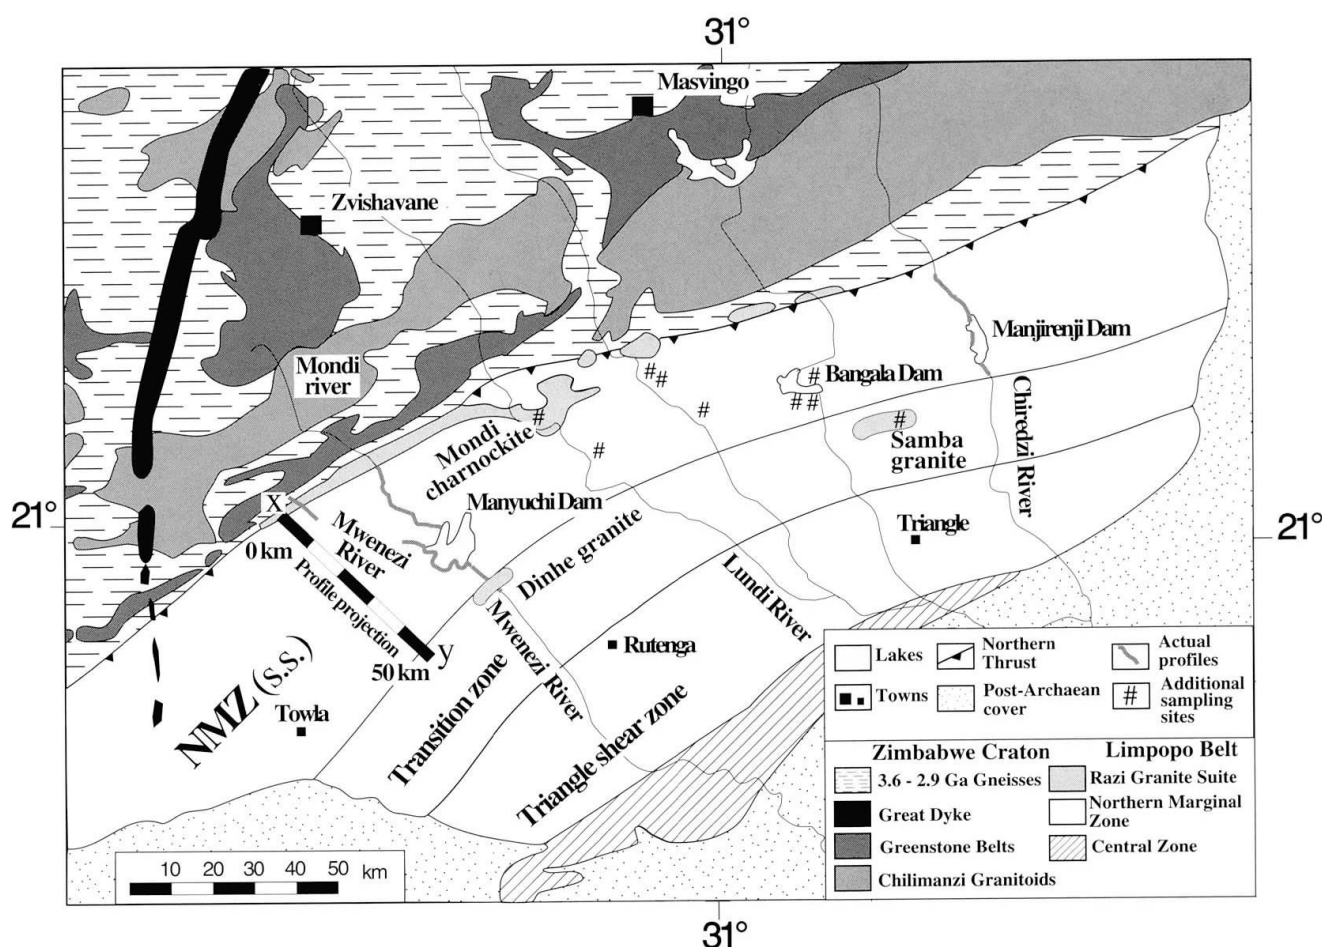 31°
Masvingo
Zvishavane
Manjirenji Dam
Mondi
river
Bangala Dam
Chiredzi River
Mondi
charnockite
Samba
granite
21°
X
Manyuchi Dam
Triangle
21°
0 km
Mwenezi
River
Dinhe granite
Profile projection
Lundi River
50 km
y
Mwenezi River
Rutenga
NMZ (s.s.)
Towla
Transition zone
Triangle shear zone
Lakes
Northern
Thrust
Actual
profiles
Towns
Post-Archaean
cover
#
Additional
sampling
sites
Zimbabwe Craton
Limpopo Belt
3.6 - 2.9 Ga Gneisses
Razi Granite Suite
Great Dyke
Northern Marginal
Zone
Greenstone Belts
Central Zone
Chilimanzi Granitoids
10 20 30 40 50 km
31°